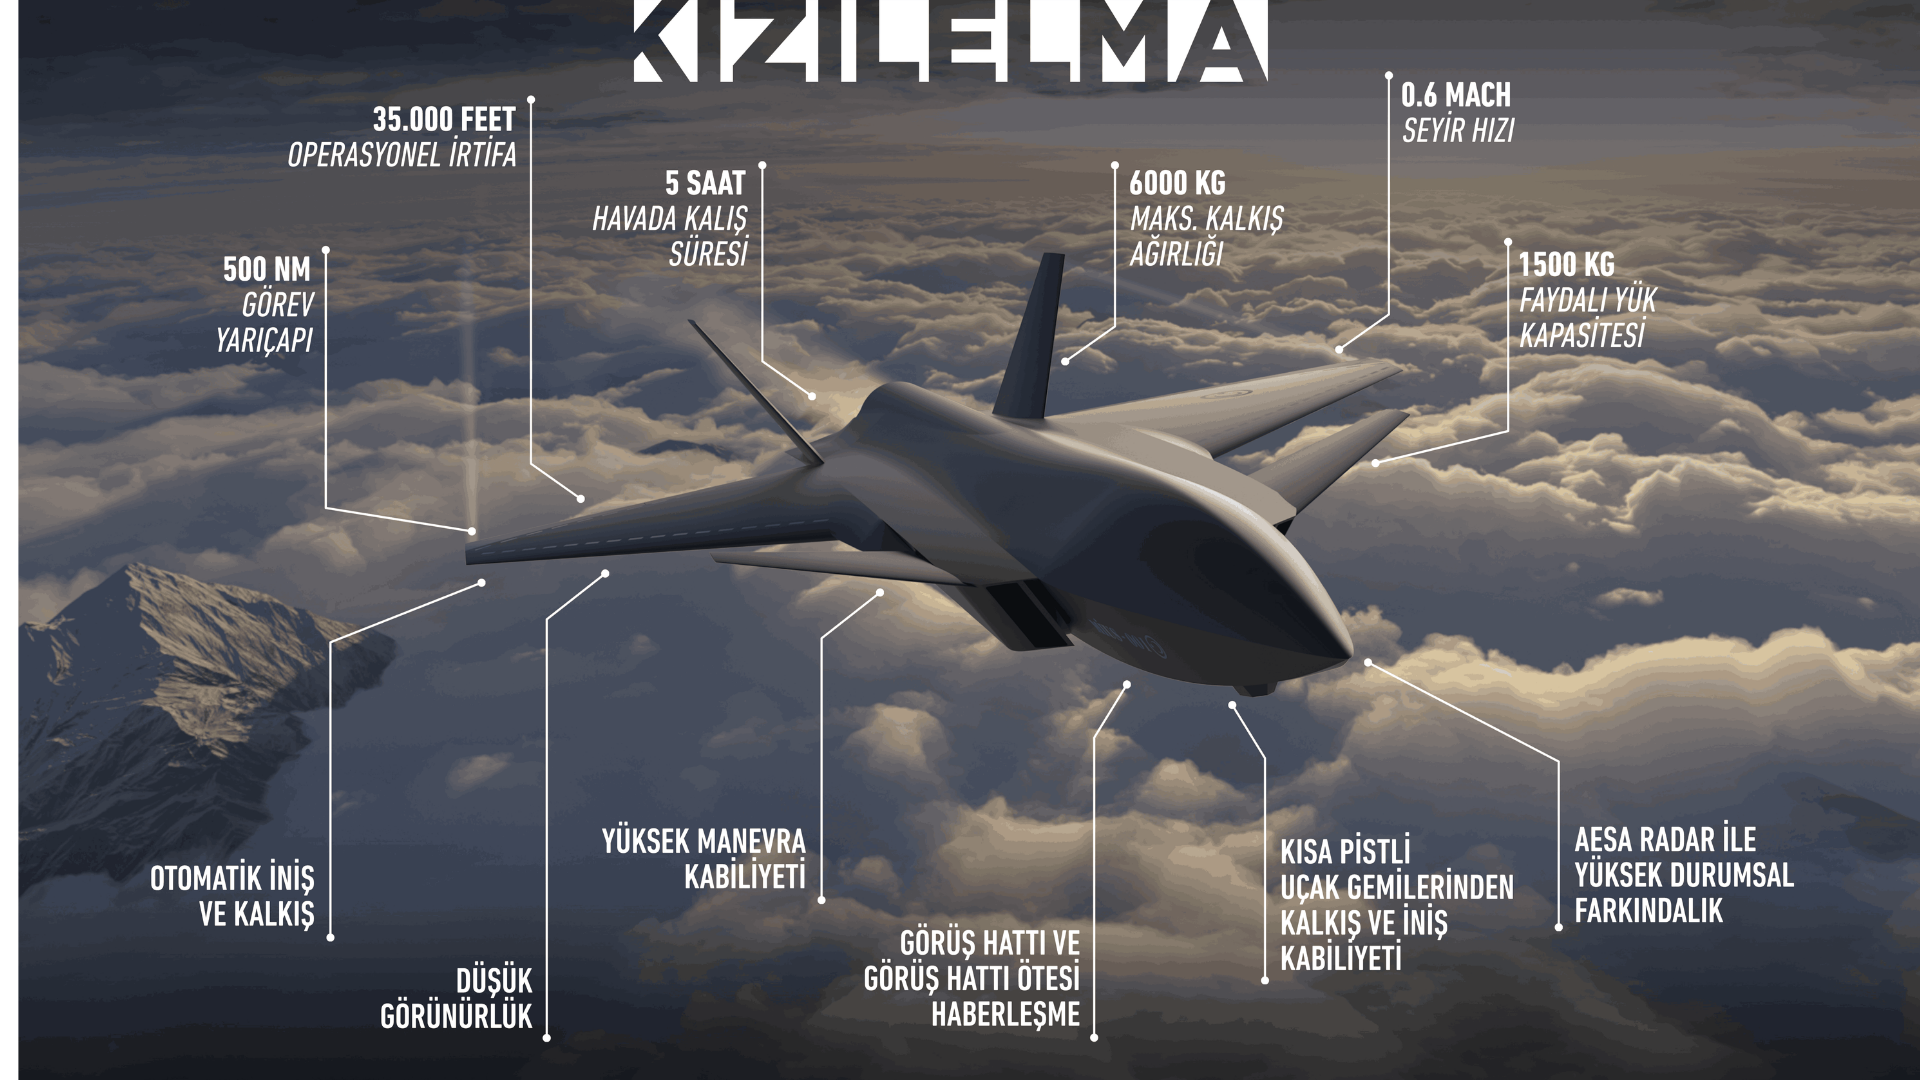 KIZILELMA
35.000 FEET
OPERASYONEL İRTİFA
0.6 MACH
SEYİR HIZI
5 SAAT
HAVADA KALIŞ
SÜRESİ
6000 KG
MAKS. KALKIŞ
AĞIRLIĞI
500 NM
GÖREV
YARIÇAPI
1500 KG
FAYDALI YÜK
KAPASİTESİ
OTOMATİK İNİŞ
VE KALKIŞ
DÜŞÜK
GÖRÜNÜRLÜK
YÜKSEK MANEVRA
KABİLİYETİ
GÖRÜŞ HATTI VE
GÖRÜŞ HATTI ÖTESİ
HABERLEŞME
KISA PİSTLİ
UÇAK GEMİLERİNDEN
KALKIŞ VE İNİŞ
KABİLİYETİ
AESA RADAR İLE
YÜKSEK DURUMSAL
FARKINDALIK